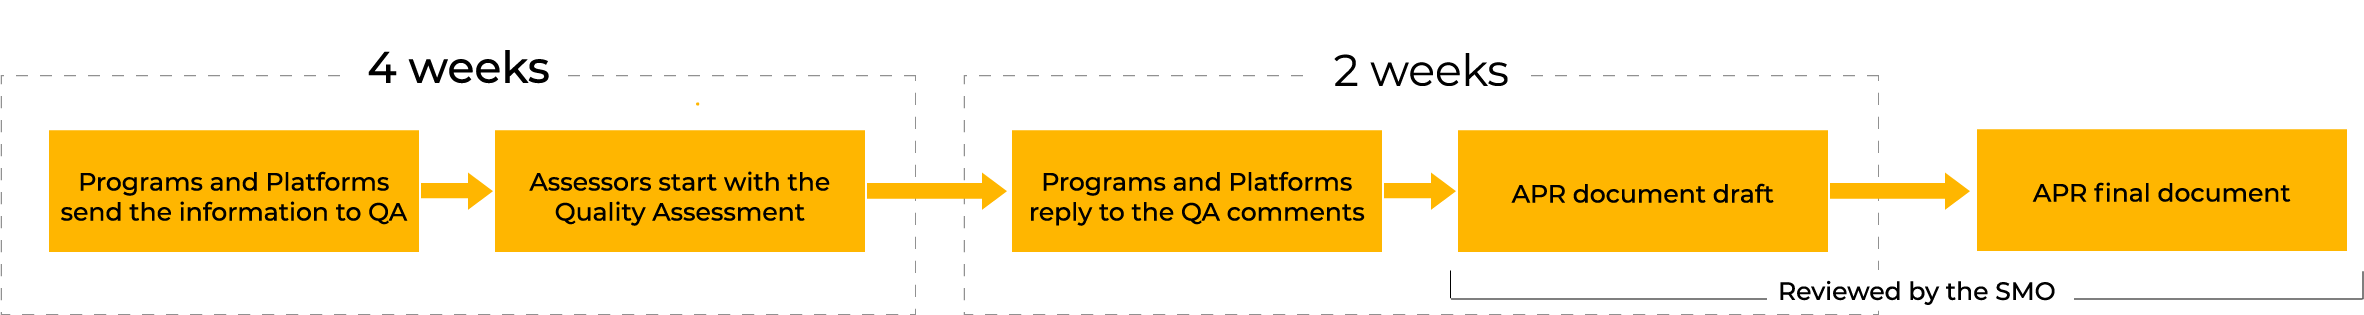 4 weeks
2 weeks
Programs and Platforms
send the information to QA
Assessors start with the
Quality Assessment
Programs and Platforms
reply to the QA comments
APR document draft
APR final document
Reviewed by the SMO